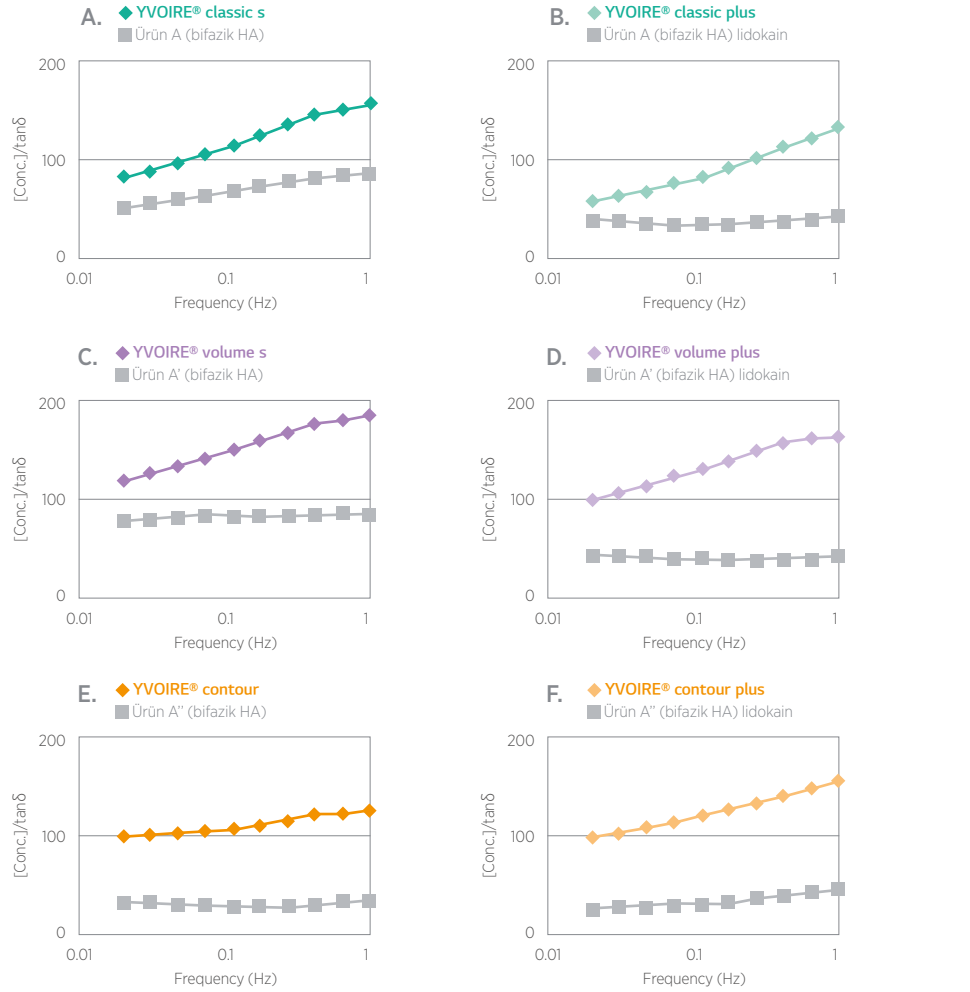 A.
YVOIRE® classic s
Ürün A (bifazik HA)
200
100
0
[Conc.]/tanδ
0.01 0.1 1
Frequency (Hz)
B.
YVOIRE® classic plus
Ürün A (bifazik HA) lidokain
200
100
0
[Conc.]/tanδ
0.01 0.1 1
Frequency (Hz)
C.
YVOIRE® volume s
Ürün A' (bifazik HA)
200
100
0
[Conc.]/tanδ
0.01 0.1 1
Frequency (Hz)
D.
YVOIRE® volume plus
Ürün A' (bifazik HA) lidokain
200
100
0
[Conc.]/tanδ
0.01 0.1 1
Frequency (Hz)
E.
YVOIRE® contour
Ürün A'' (bifazik HA)
200
100
0
[Conc.]/tanδ
0.01 0.1 1
Frequency (Hz)
F.
YVOIRE® contour plus
Ürün A'' (bifazik HA) lidokain
200
100
0
[Conc.]/tanδ
0.01 0.1 1
Frequency (Hz)